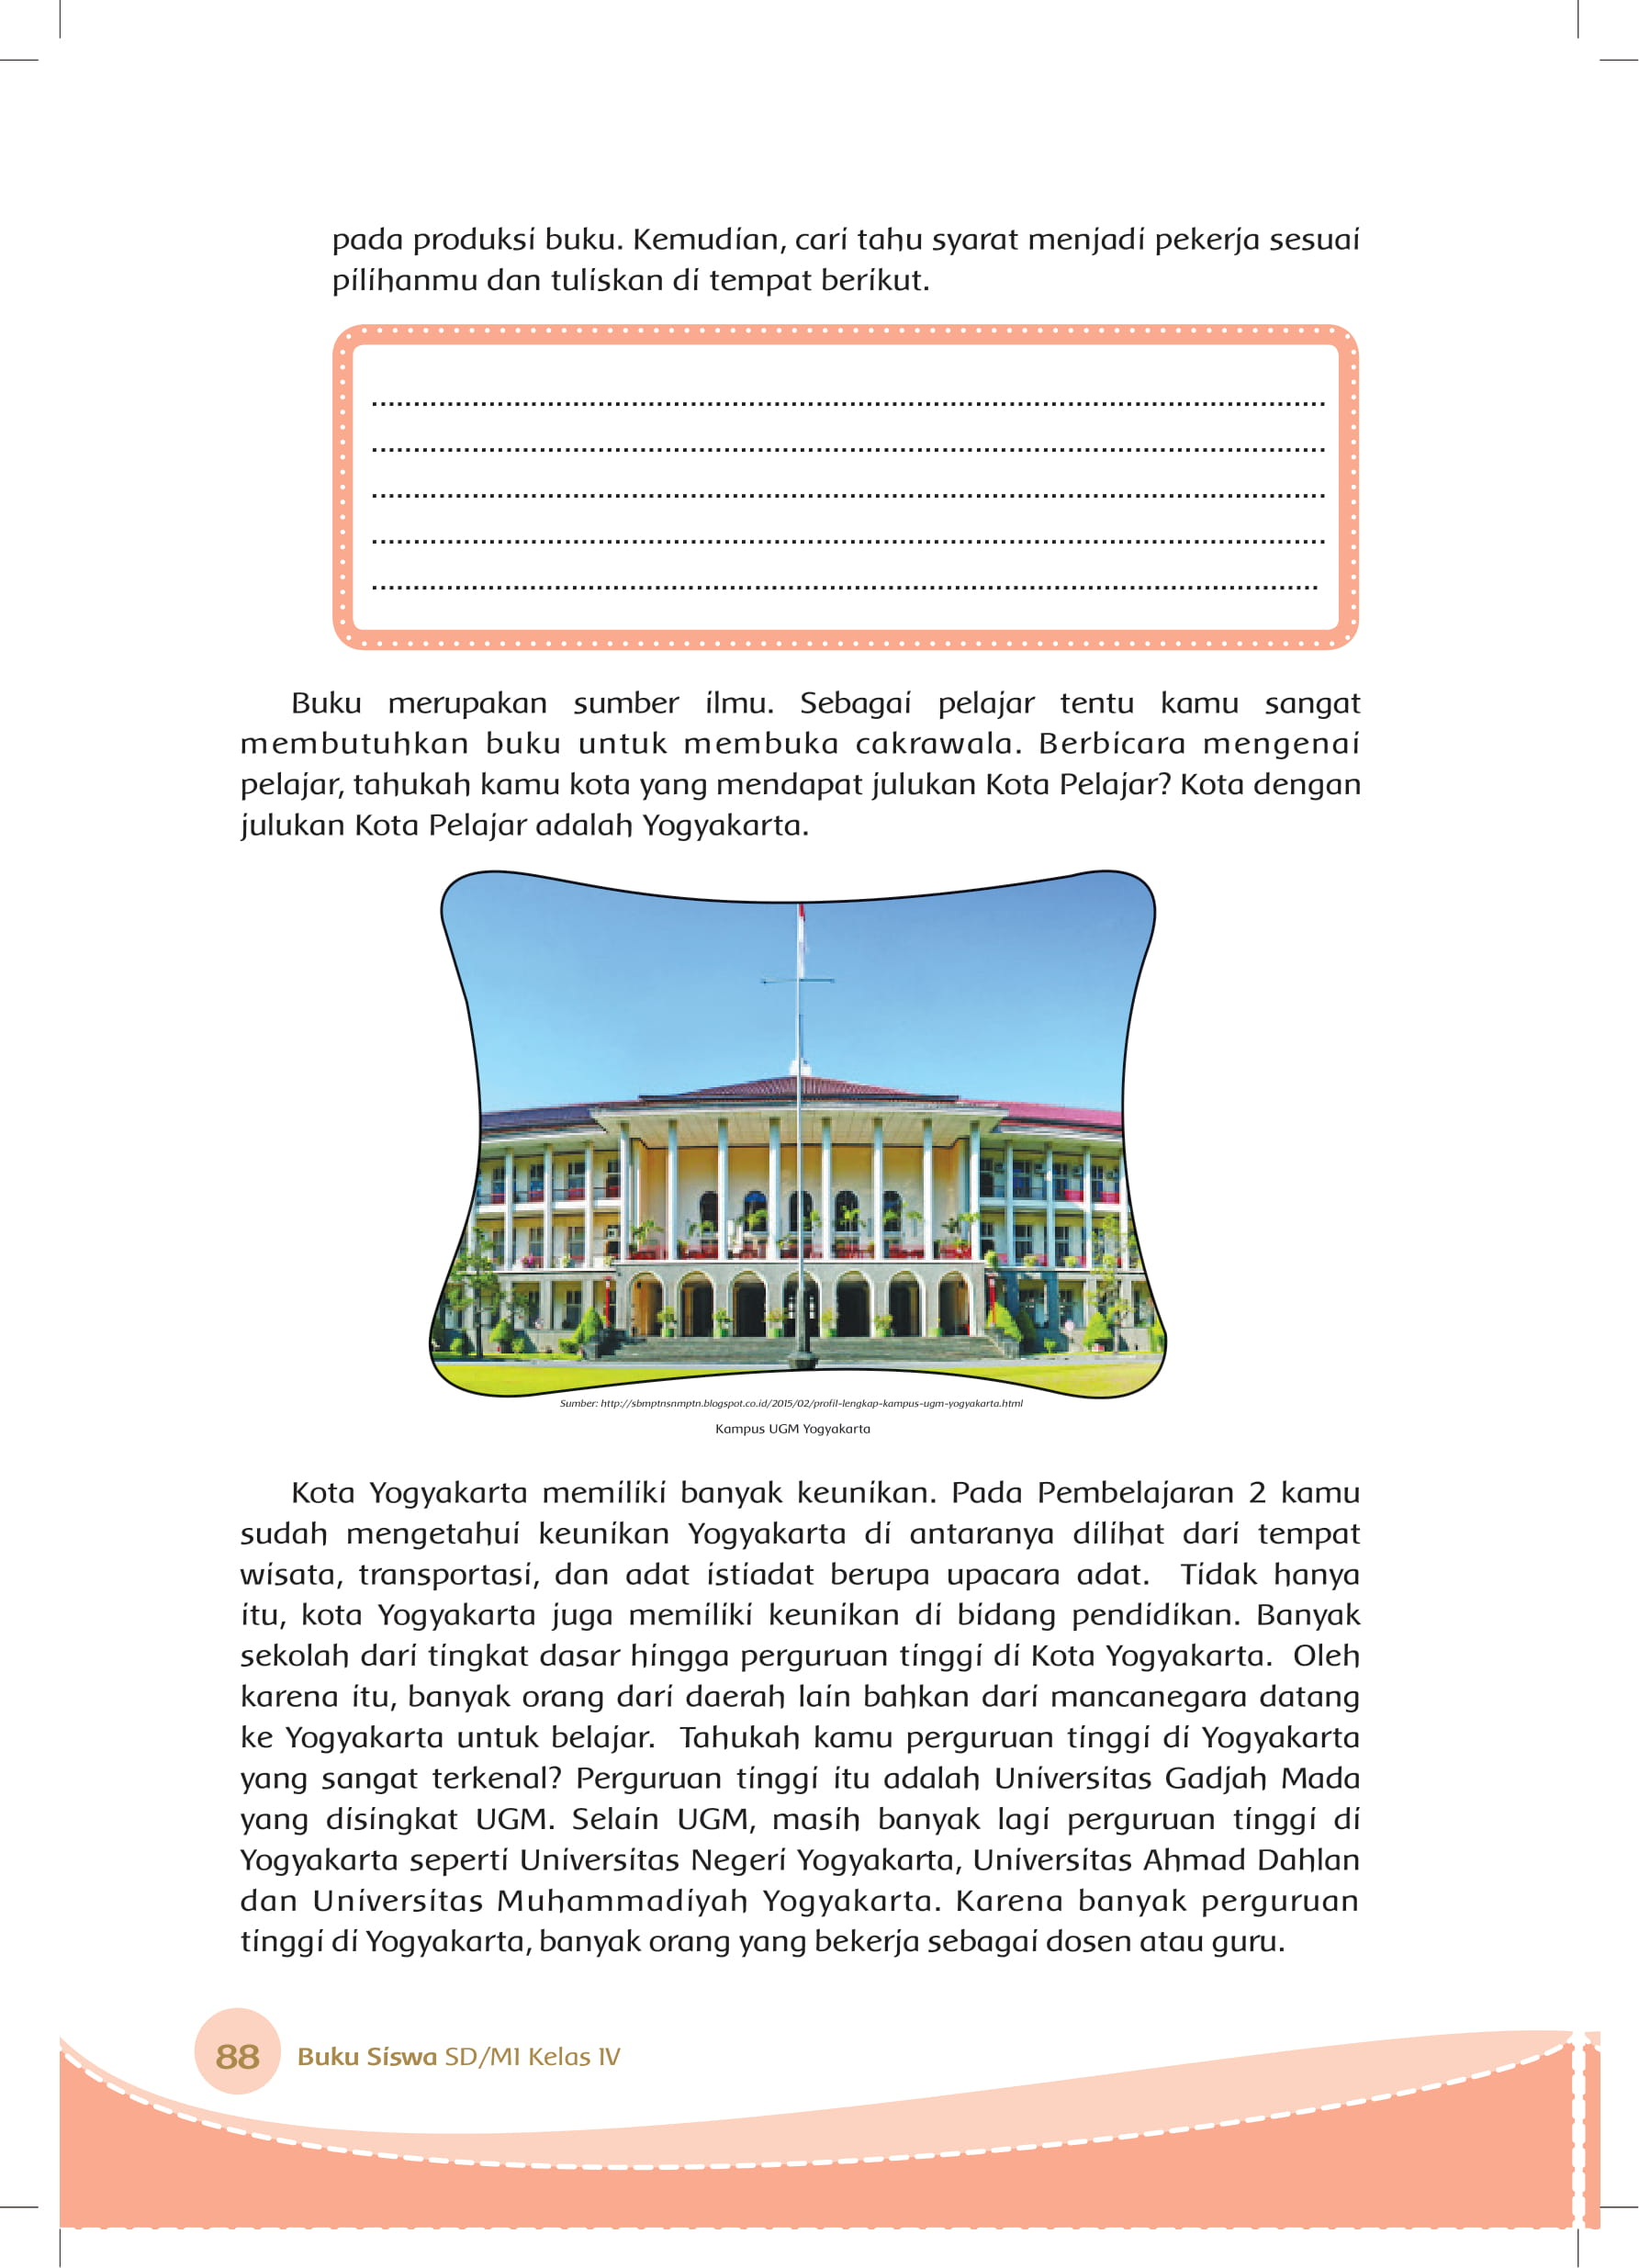 pada produksi buku. Kemudian, cari tahu syarat menjadi pekerja sesuai
pilihanmu dan tuliskan di tempat berikut.
Buku merupakan sumber ilmu. Sebagai pelajar tentu kamu sangat
membutuhkan buku untuk membuka cakrawala. Berbicara mengenai
pelajar, tahukah kamu kota yang mendapat julukan Kota Pelajar? Kota dengan
julukan Kota Pelajar adalah Yogyakarta.
Sumber: http://sbmptnsnmptn.blogspot.co.id/2015/02/profil-lengkap-kampus-ugm-yogyakarta.html
Kampus UGM Yogyakarta
Kota Yogyakarta memiliki banyak keunikan. Pada Pembelajaran 2 kamu
sudah mengetahui keunikan Yogyakarta di antaranya dilihat dari tempat
wisata, transportasi, dan adat istiadat berupa upacara adat. Tidak hanya
itu, kota Yogyakarta juga memiliki keunikan di bidang pendidikan. Banyak
sekolah dari tingkat dasar hingga perguruan tinggi di Kota Yogyakarta. Oleh
karena itu, banyak orang dari daerah lain bahkan dari mancanegara datang
ke Yogyakarta untuk belajar. Tahukah kamu perguruan tinggi di Yogyakarta
yang sangat terkenal? Perguruan tinggi itu adalah Universitas Gadjah Mada
yang disingkat UGM. Selain UGM, masih banyak lagi perguruan tinggi di
Yogyakarta seperti Universitas Negeri Yogyakarta, Universitas Ahmad Dahlan
dan Universitas Muhammadiyah Yogyakarta. Karena banyak perguruan
tinggi di Yogyakarta, banyak orang yang bekerja sebagai dosen atau guru.
88 Buku Siswa SD/MI Kelas IV